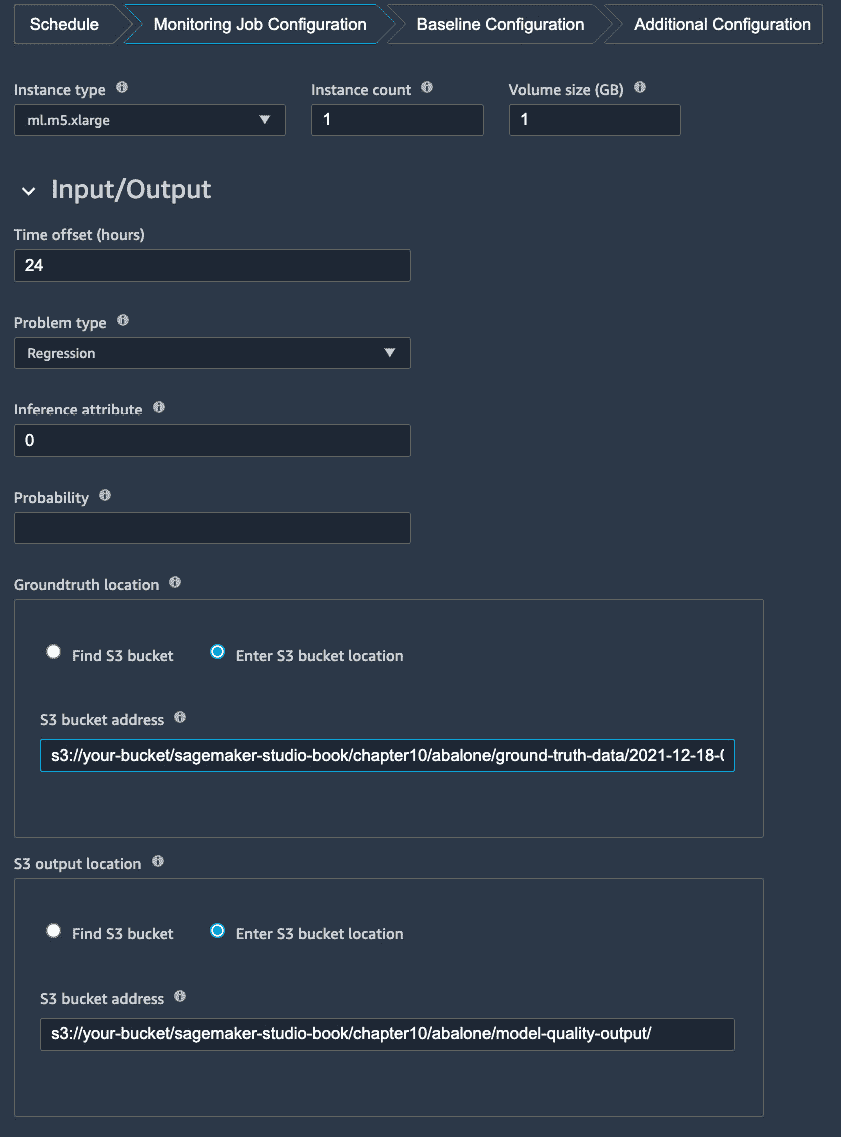 Schedule Monitoring Job Configuration Baseline Configuration Additional Configuration
Instance type Instance count Volume size (GB)
ml.m5.xlarge 1 1
Input/Output
Time offset (hours)
24
Problem type
Regression
Inference attribute
0
Probability
Groundtruth location
Find S3 bucket Enter S3 bucket location
S3 bucket address
s3://your-bucket/sagemaker-studio-book/chapter10/abalone/ground-truth-data/2021-12-18-
S3 output location
Find S3 bucket Enter S3 bucket location
S3 bucket address
s3://your-bucket/sagemaker-studio-book/chapter10/abalone/model-quality-output/